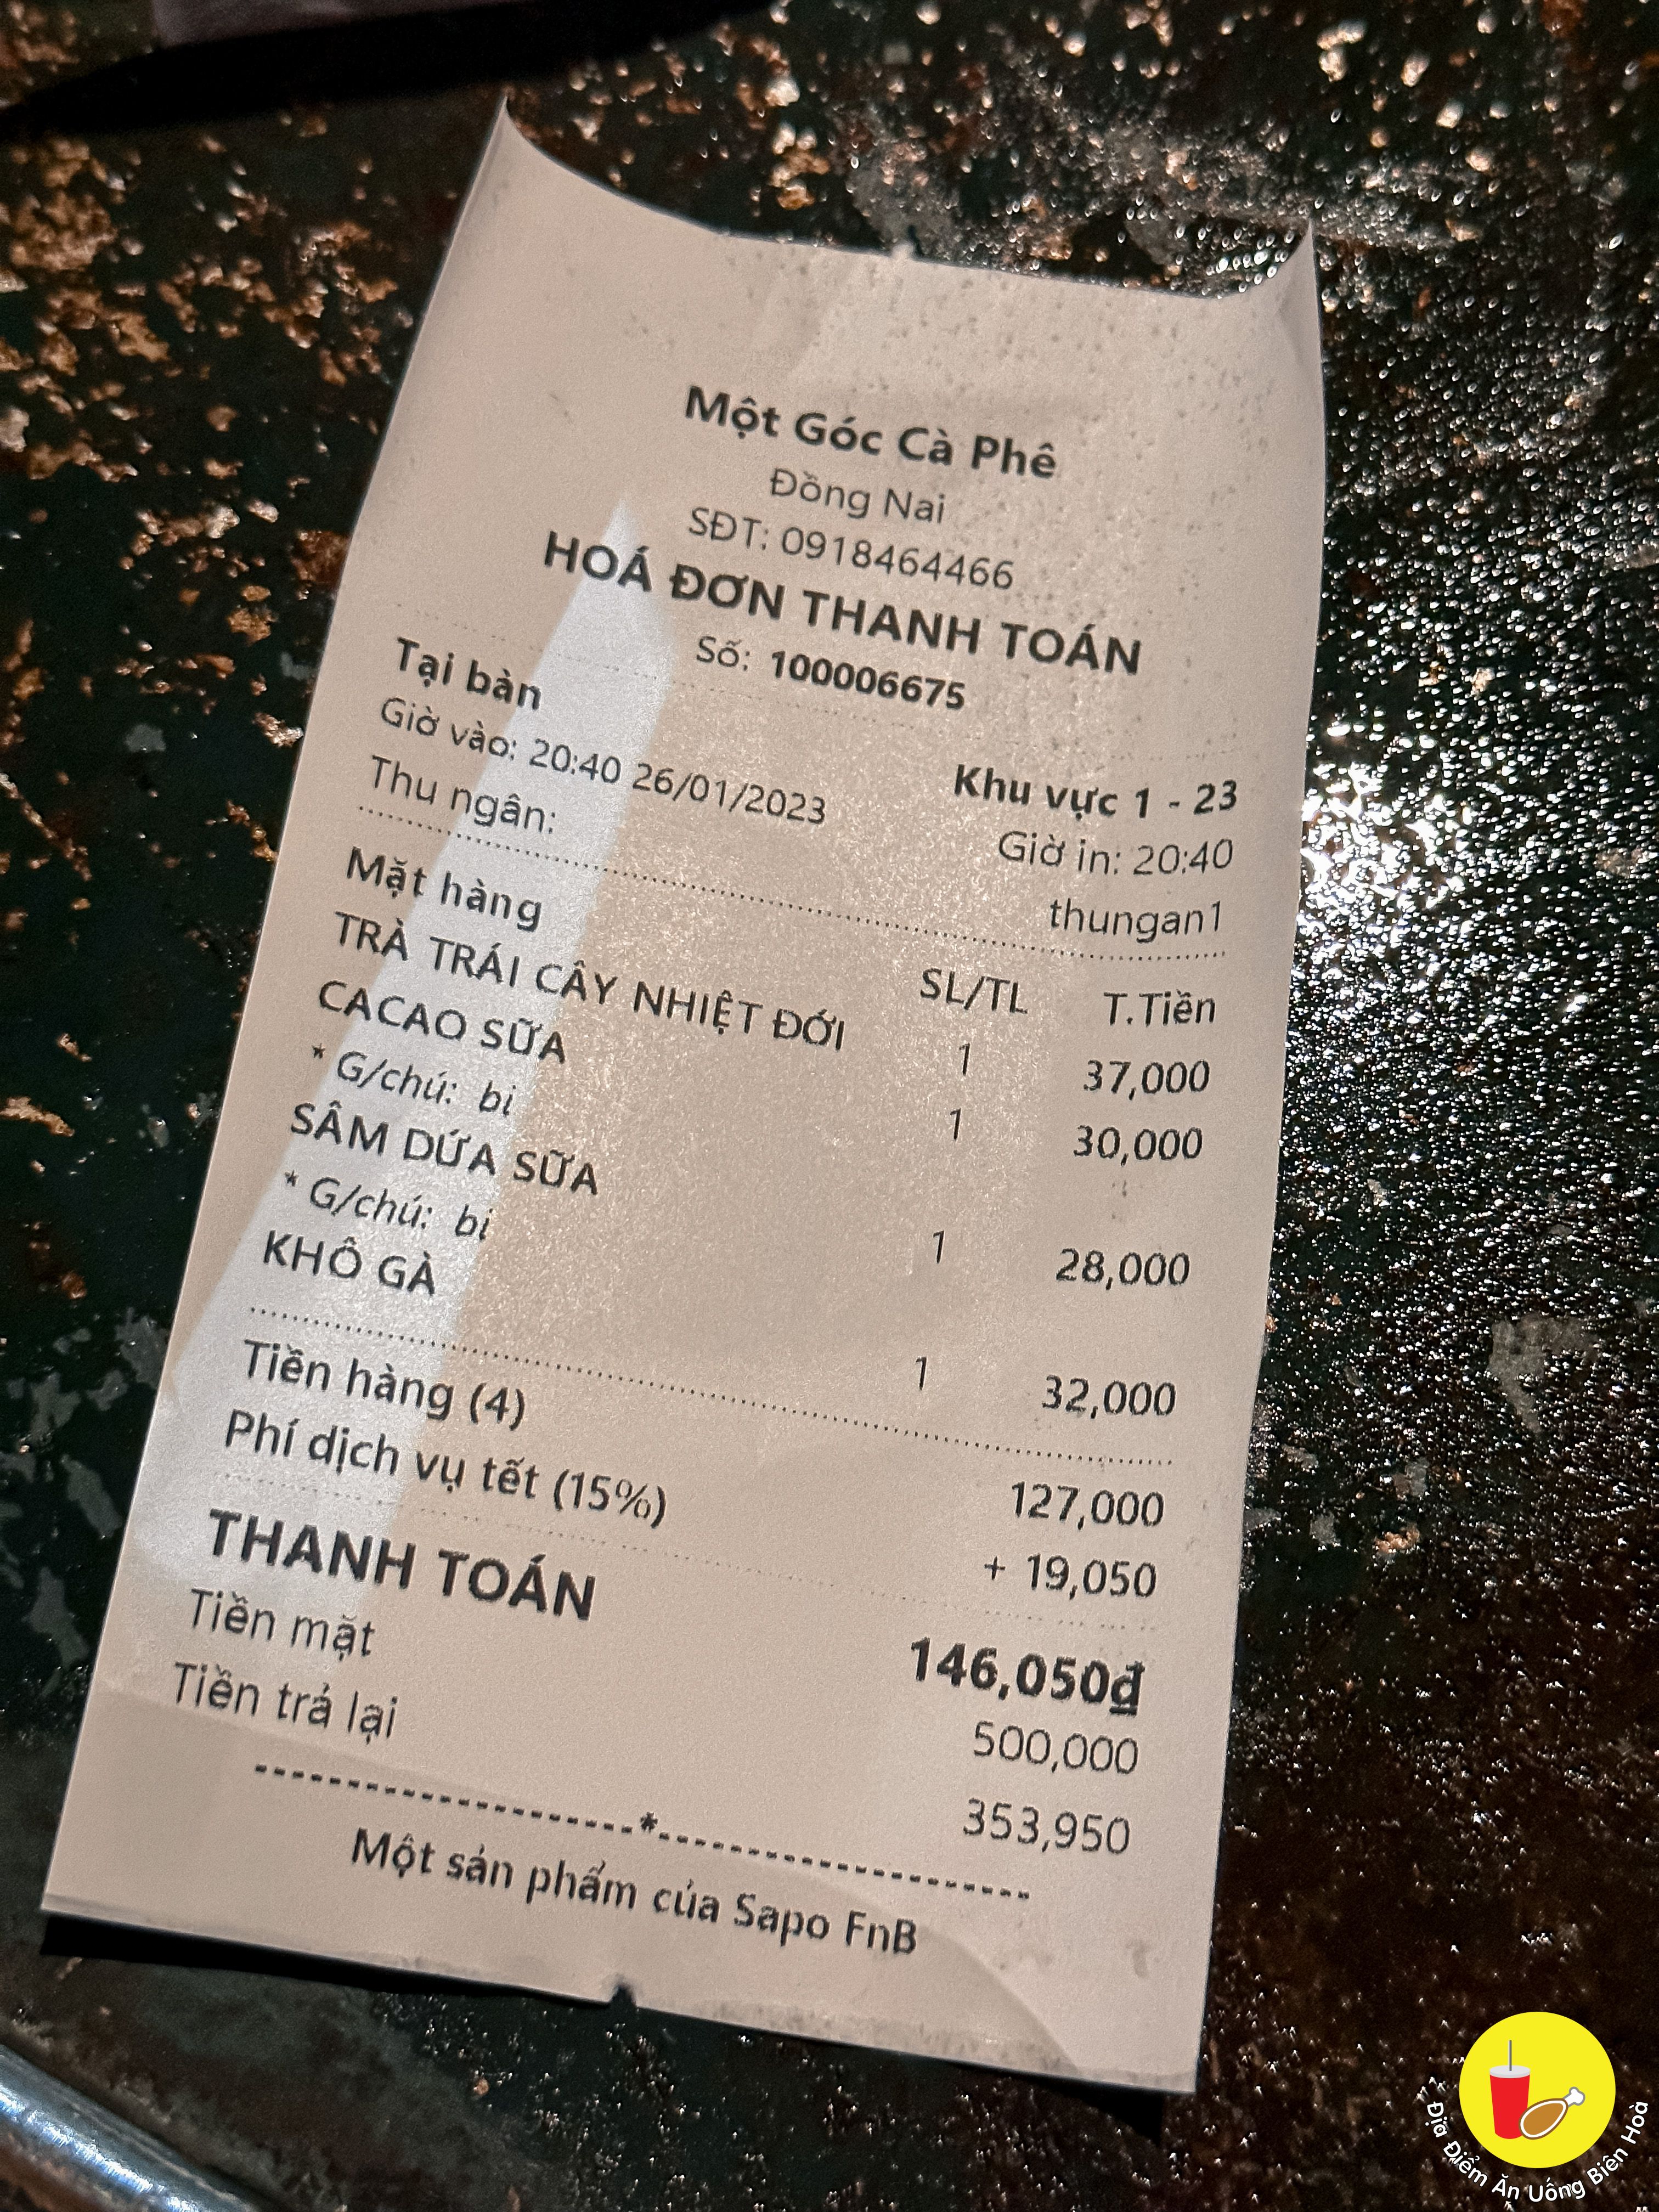 Một Góc Cà Phê
Đồng Nai
SĐT: 0918464466
HOÁ ĐƠN THANH TOÁN
Số: 100006675
Tại bàn Khu vực 1 - 23
Giờ vào: 20:40 26/01/2023 Giờ in: 20:40
Thu ngân: thungan1
Mặt hàng SL/TL T.Tiền
TRÀ TRÁI CÂY NHIỆT ĐỚI 1 37,000
CACAO SỮA 1 30,000
* G/chú: bi
SÂM DỨA SỮA 1 28,000
* G/chú: bi
KHÔ GÀ 1 32,000
Tiền hàng (4) 127,000
Phí dịch vụ tết (15%) + 19,050
THANH TOÁN 146,050đ
Tiền mặt 500,000
Tiền trả lại 353,950
--------------------*--------------------
Một sản phẩm của Sapo FnB
Địa Điểm Ăn Uống Biên Hoà